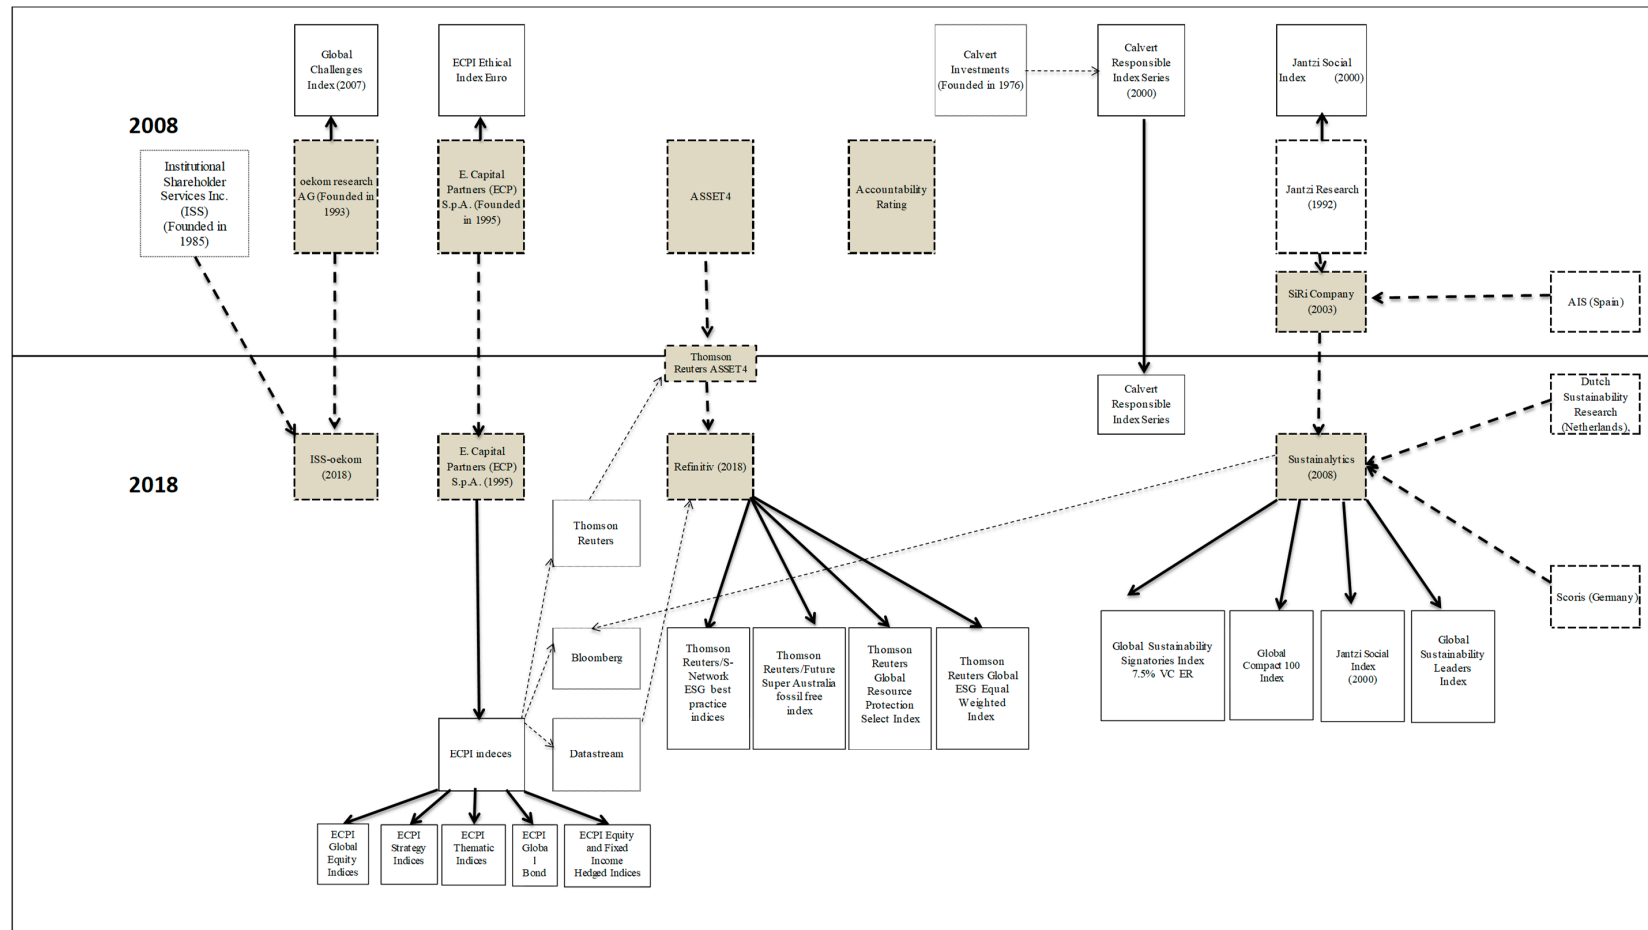 Global
Challenges
Index (2007)
ECPI Ethical
Index Euro
Calvert
Investments
(Founded in 1976)
Calvert
Responsible
Index Series
(2000)
Jantzi Social
Index (2000)
2008
Institutional
Shareholder
Services Inc.
(ISS)
(Founded in
1985)
oekom research
AG (Founded in
1993)
E. Capital
Partners (ECP)
S.p.A. (Founded
in 1995)
ASSET4
Accountability
Rating
Jantzi Research
(1992)
SiRi Company
(2003)
AIS (Spain)
Thomson
Reuters ASSET4
Calvert
Responsible
Index Series
Dutch
Sustainability
Research
(Netherlands),
2018
ISS-oekom
(2018)
E. Capital
Partners (ECP)
S.p.A. (1995)
Refinitiv (2018)
Sustainalytics
(2008)
Thomson
Reuters
Scoris (Germany)
Bloomberg
Thomson
Reuters/S-
Network
ESG best
practice
indices
Thomson
Reuters/Future
Super Australia
fossil free
index
Thomson
Reuters
Global
Resource
Protection
Select Index
Thomson
Reuters Global
ESG Equal
Weighted
Index
Global Sustainability
Signatories Index
7.5% VC ER
Global
Compact 100
Index
Jantzi Social
Index
(2000)
Global
Sustainability
Leaders
Index
ECPI indeces
Datastream
ECPI
Global
Equity
Indices
ECPI
Strategy
Indices
ECPI
Thematic
Indices
ECPI
Globa
l
Bond
ECPI Equity
and Fixed
Income
Hedged Indices